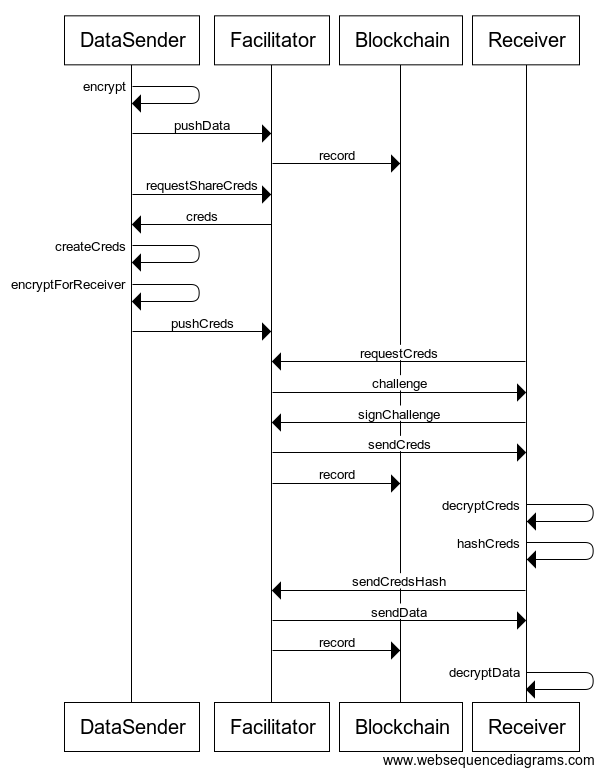 DataSender Facilitator Blockchain Receiver
encrypt
pushData
record
requestShareCreds
creds
createCreds
encryptForReceiver
pushCreds
requestCreds
challenge
signChallenge
sendCreds
record
decryptCreds
hashCreds
sendCredsHash
sendData
record
decryptData
DataSender Facilitator Blockchain Receiver
www.websequencediagrams.com